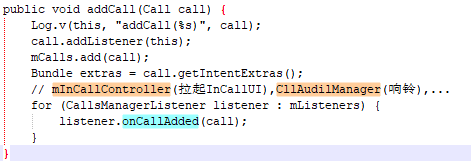 public void addCall(Call call) {
Log.v(this, "addCall(%s)", call);
call.addListener(this);
mCalls.add(call);
Bundle extras = call.getIntentExtras();
// mInCallController(拉起InCallUI),CllAudilManager(响铃),...
for (CallsManagerListener listener : mListeners) {
listener.onCallAdded(call);
}
}